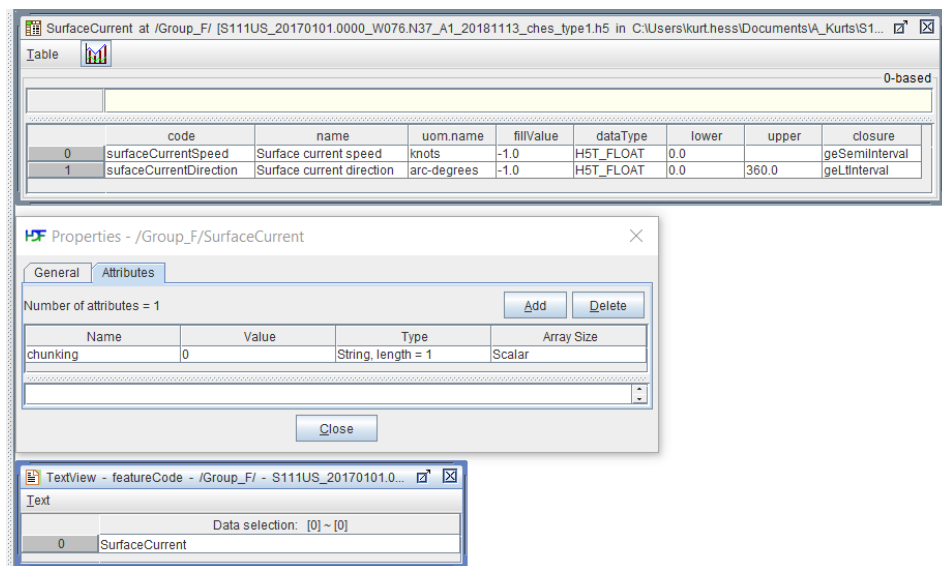 SurfaceCurrent at /Group_F/ [S111US_20170101.0000_W076.N37_A1_20181113_ches_type1.h5 in C:\Users\kurt.hess\Documents\A_Kurts\S1...
Table
0-based
code name uom.name fillValue dataType lower upper closure
0 surfaceCurrentSpeed Surface current speed knots -1.0 H5T_FLOAT 0.0 geSemiInterval
1 sufaceCurrentDirection Surface current direction arc-degrees -1.0 H5T_FLOAT 0.0 360.0 geLtInterval
HDF Properties - /Group_F/SurfaceCurrent
General Attributes
Number of attributes = 1 Add Delete
Name Value Type Array Size
chunking 0 String, length = 1 Scalar
Close
TextView - featureCode - /Group_F/ - S111US_20170101.0...
Text
Data selection: [0] ~ [0]
0 SurfaceCurrent